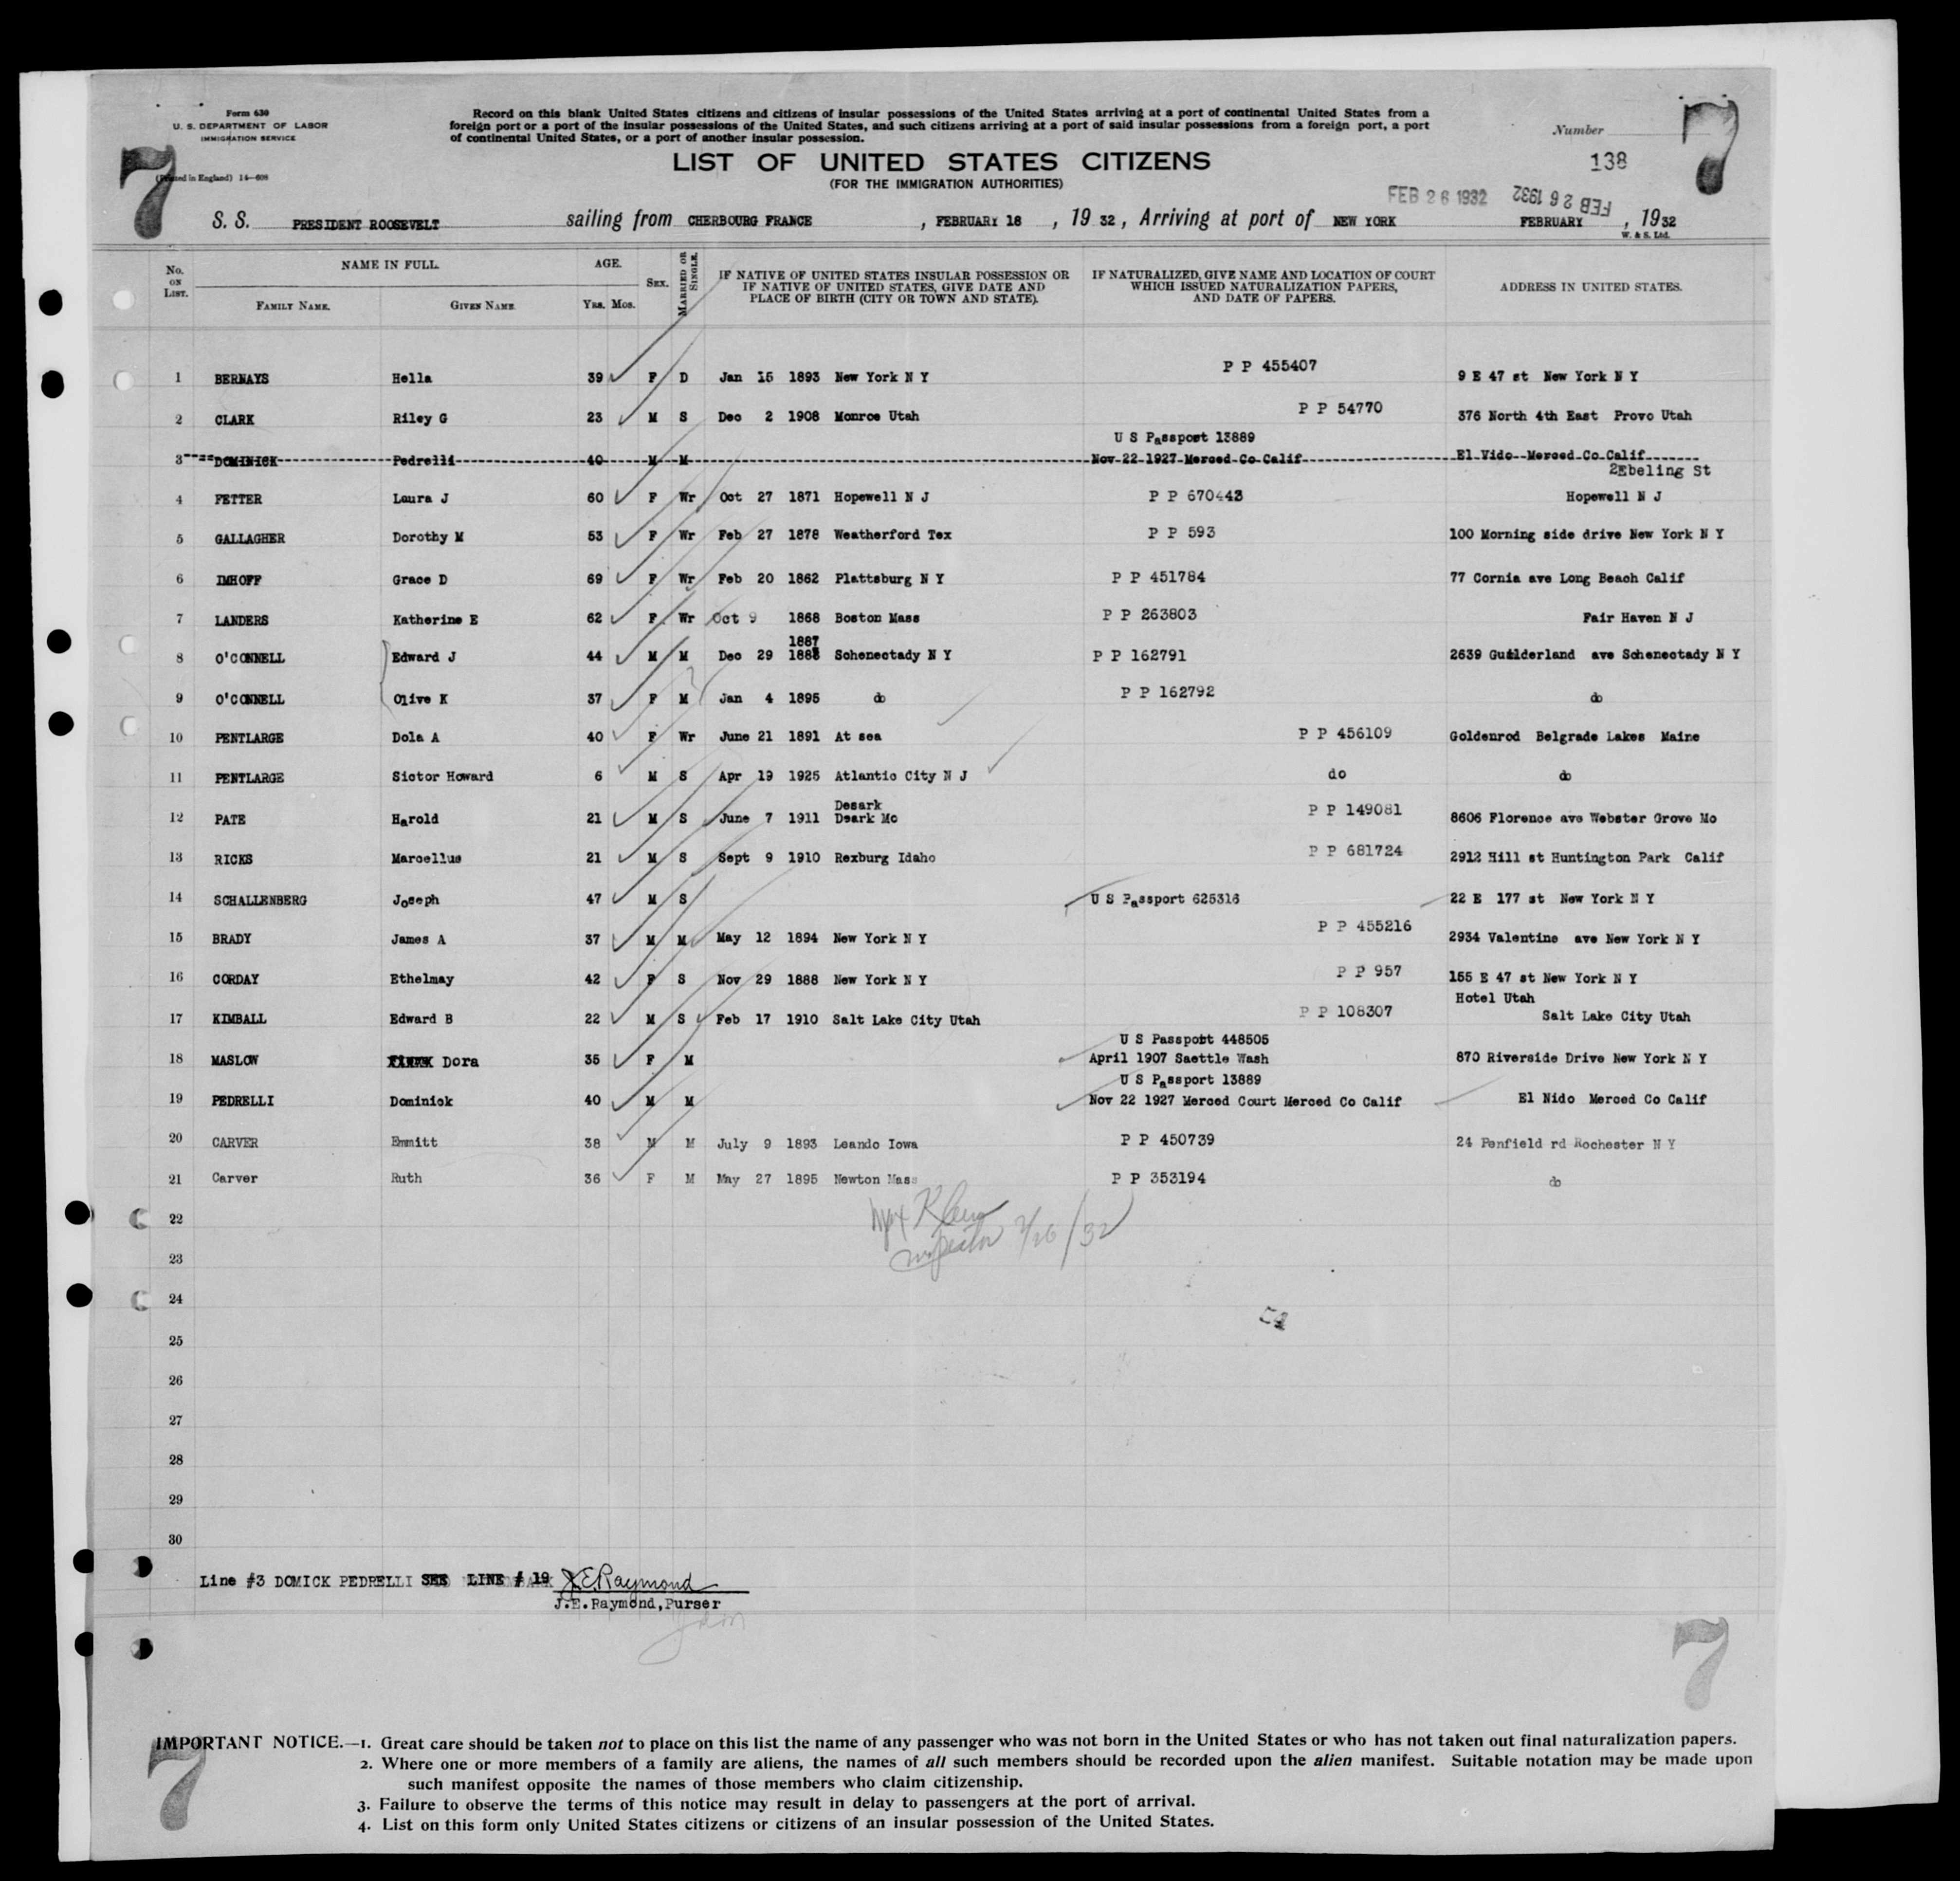 Form 630
U. S. DEPARTMENT OF LABOR
IMMIGRATION SERVICE
7
(Printed in England) 14—608
Record on this blank United States citizens and citizens of insular possessions of the United States arriving at a port of continental United States from a
foreign port or a port of the insular possessions of the United States, and such citizens arriving at a port of said insular possessions from a foreign port, a port
of continental United States, or a port of another insular possession.
LIST OF UNITED STATES CITIZENS
(FOR THE IMMIGRATION AUTHORITIES)
Number
138
7
FEB 26 1932 FEB 26 1932
S. S. PRESIDENT ROOSEVELT sailing from CHERBOURG FRANCE , FEBRUARY 18 , 19 32 , Arriving at port of NEW YORK FEBRUARY , 1932
W. & S. Ltd.
No. ON LIST. NAME IN FULL. FAMILY NAME. GIVEN NAME. AGE. Yrs. Mos. SEX. MARRIED OR SINGLE. IF NATIVE OF UNITED STATES INSULAR POSSESSION OR IF NATIVE OF UNITED STATES, GIVE DATE AND PLACE OF BIRTH (CITY OR TOWN AND STATE). IF NATURALIZED, GIVE NAME AND LOCATION OF COURT WHICH ISSUED NATURALIZATION PAPERS, AND DATE OF PAPERS. ADDRESS IN UNITED STATES.
1 BERNAYS Hella 39 F D Jan 15 1893 New York N Y P P 455407 9 E 47 st New York N Y
2 CLARK Riley G 23 M S Dec 2 1908 Monroe Utah P P 54770 376 North 4th East Provo Utah
U S Passport 13889
3 DOMINICK Pedrelli 40 M M Nov 22 1927 Merced Co Calif El Vido Merced Co Calif
2Ebeling St
4 FETTER Laura J 60 F Wr Oct 27 1871 Hopewell N J P P 670443 Hopewell N J
5 GALLAGHER Dorothy M 53 F Wr Feb 27 1878 Weatherford Tex P P 593 100 Morning side drive New York N Y
6 IMHOFF Grace D 69 F Wr Feb 20 1862 Plattsburg N Y P P 451784 77 Cornia ave Long Beach Calif
7 LANDERS Katherine E 62 F Wr Oct 9 1868 Boston Mass P P 263803 Fair Haven N J
1887
8 O'CONNELL Edward J 44 M M Dec 29 1888 Schenectady N Y P P 162791 2639 Guilderland ave Schenectady N Y
9 O'CONNELL Olive K 37 F M Jan 4 1895 do P P 162792 do
10 PENTLARGE Dola A 40 F Wr June 21 1891 At sea P P 456109 Goldenrod Belgrade Lakes Maine
11 PENTLARGE Sictor Howard 6 M S Apr 19 1925 Atlantic City N J do do
Desark
12 PATE Harold 21 M S June 7 1911 Deark Mo P P 149081 8606 Florence ave Webster Grove Mo
13 RICKS Marcellus 21 M S Sept 9 1910 Rexburg Idaho P P 681724 2912 Hill st Huntington Park Calif
14 SCHALLENBERG Joseph 47 M S U S Passport 625316 22 E 177 st New York N Y
15 BRADY James A 37 M M May 12 1894 New York N Y P P 455216 2934 Valentine ave New York N Y
16 CORDAY Ethelmay 42 F S Nov 29 1888 New York N Y P P 957 155 E 47 st New York N Y
Hotel Utah
17 KIMBALL Edward B 22 M S Feb 17 1910 Salt Lake City Utah P P 108307 Salt Lake City Utah
U S Passport 448505
18 MASLOW Dora 35 F M April 1907 Saettle Wash 870 Riverside Drive New York N Y
U S Passport 13889
19 PEDRELLI Dominick 40 M M Nov 22 1927 Merced Court Merced Co Calif El Nido Merced Co Calif
20 CARVER Emmitt 38 M M July 9 1893 Leando Iowa P P 450739 24 Penfield rd Rochester N Y
21 Carver Ruth 36 F M May 27 1895 Newton Mass P P 353194 do
22
Inspector 2/26/32
23
24
25
26
27
28
29
30
Line #3 DOMICK PEDRELLI SEE LINE # 19 J.E.Raymond
J.E.Raymond,Purser
7
7
IMPORTANT NOTICE.—1. Great care should be taken not to place on this list the name of any passenger who was not born in the United States or who has not taken out final naturalization papers.
2. Where one or more members of a family are aliens, the names of all such members should be recorded upon the alien manifest. Suitable notation may be made upon
such manifest opposite the names of those members who claim citizenship.
3. Failure to observe the terms of this notice may result in delay to passengers at the port of arrival.
4. List on this form only United States citizens or citizens of an insular possession of the United States.